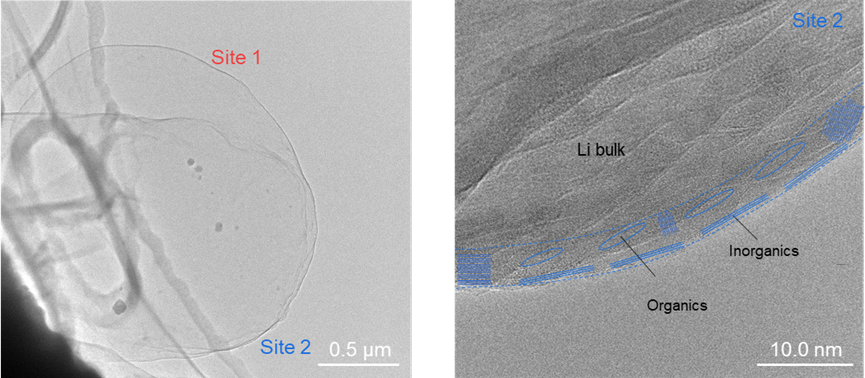 Site 1
Site 2
0.5 μm
Site 2
Li bulk
Inorganics
Organics
10.0 nm